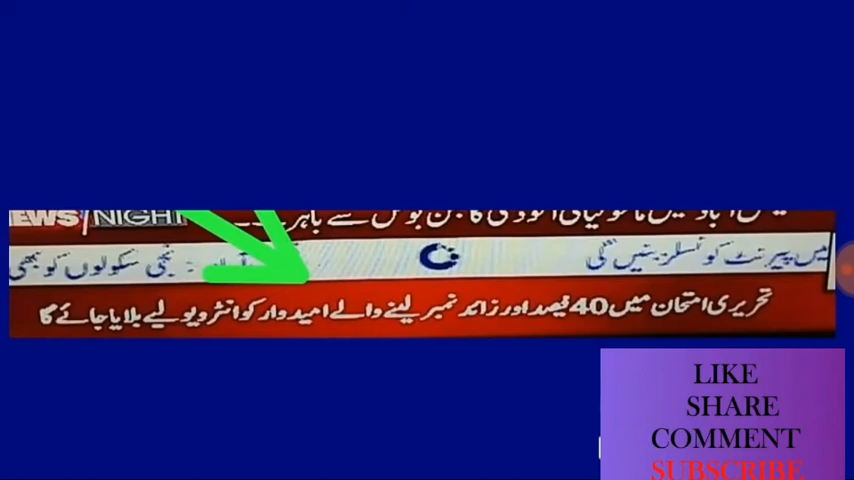 NEWS NIGHT
سے باہر
میں پیرنٹ کونسلز بنیں گی
نجی سکولوں کو بھی
تحریری امتحان میں 40 فیصد اور زائد نمبر لینے والے امیدوار کو انٹرویو لیے بلایا جائے گا
LIKE
SHARE
COMMENT
SUBSCRIBE